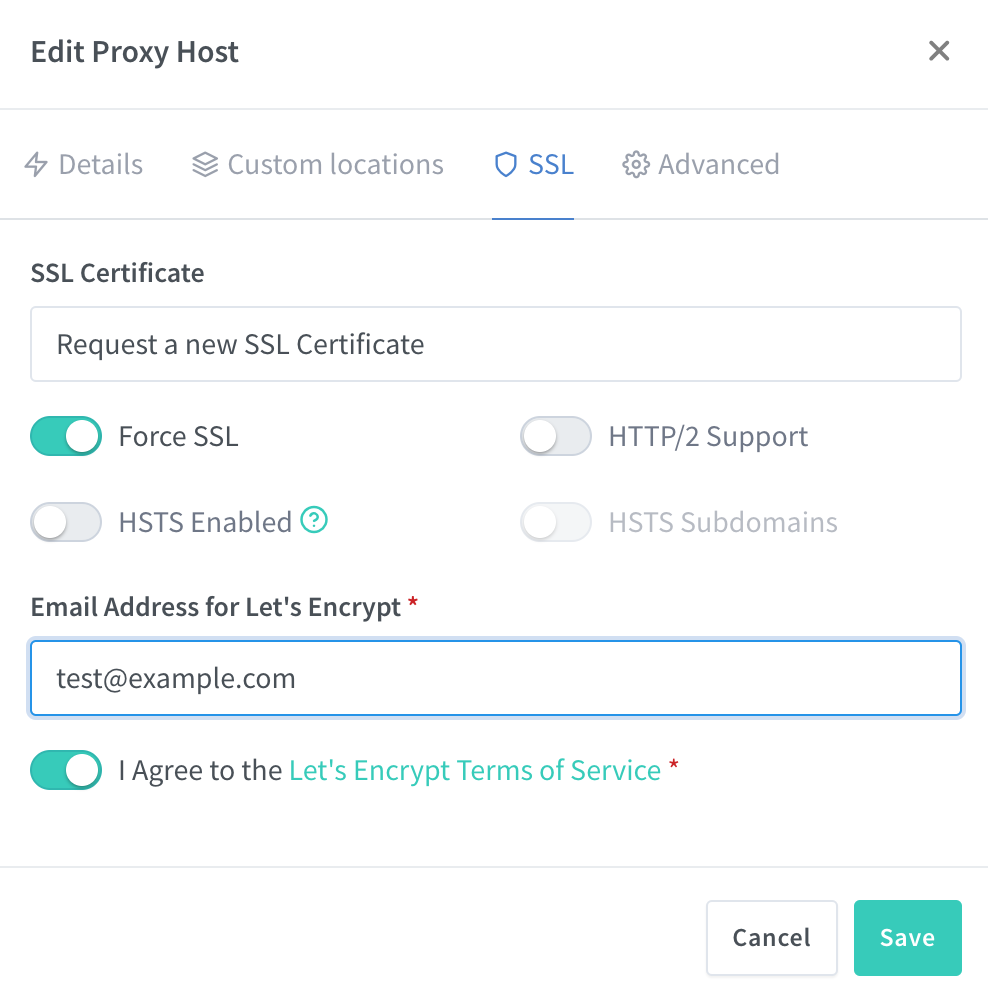 Edit Proxy Host
Details Custom locations SSL Advanced
SSL Certificate
Request a new SSL Certificate
Force SSL HTTP/2 Support
HSTS Enabled HSTS Subdomains
Email Address for Let's Encrypt *
test@example.com
I Agree to the Let's Encrypt Terms of Service *
Cancel Save